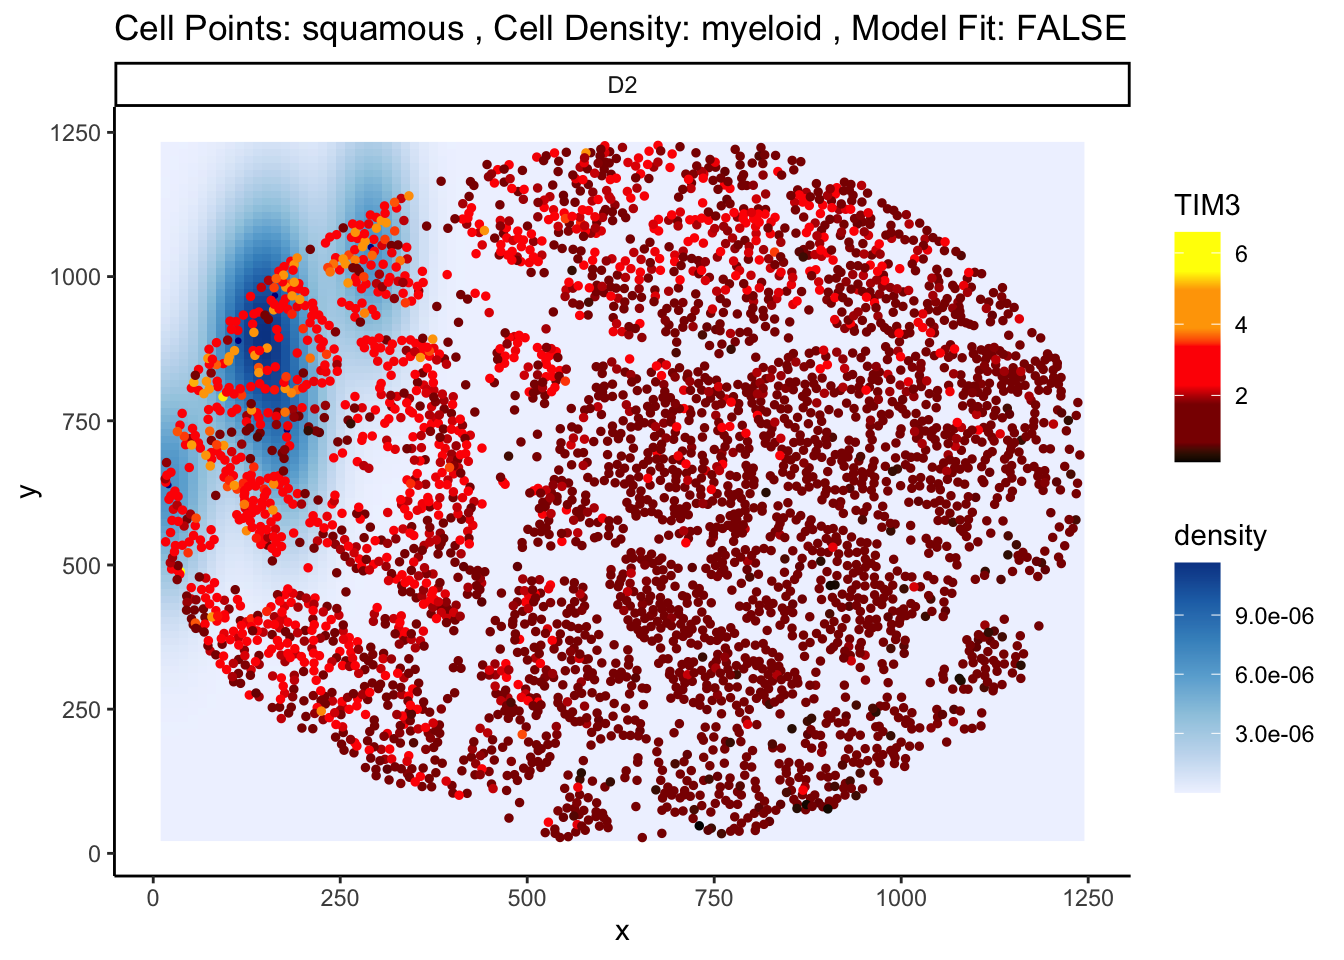 Cell Points: squamous , Cell Density: myeloid , Model Fit: FALSE
D2
1250
1000
750
500
250
0
y
0 250 500 750 1000 1250
x
TIM3
6
4
2
density
9.0e-06
6.0e-06
3.0e-06